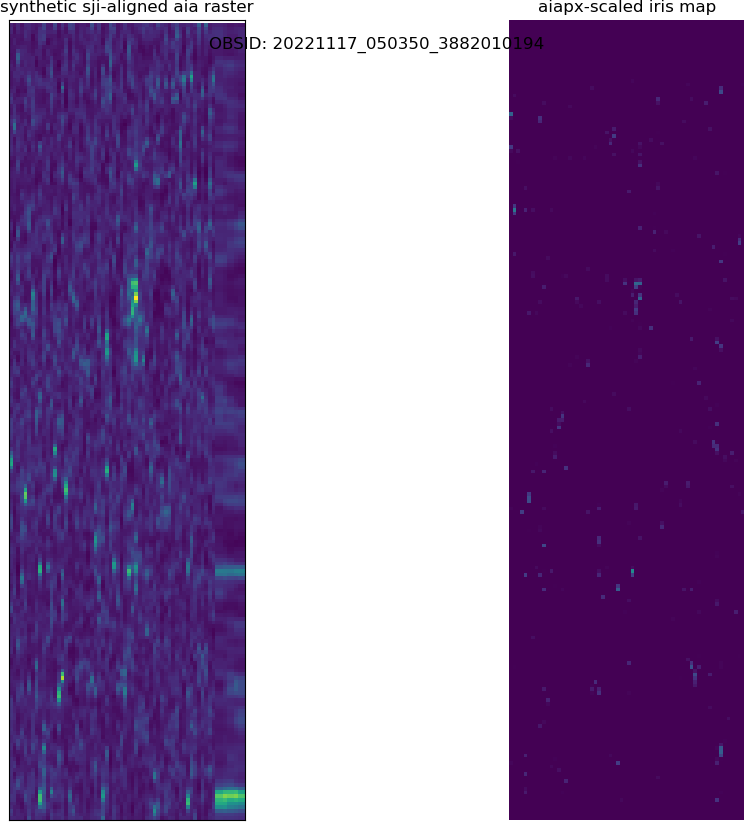 synthetic sji-aligned aia raster
aiapx-scaled iris map
OBSID: 20221117_050350_3882010194